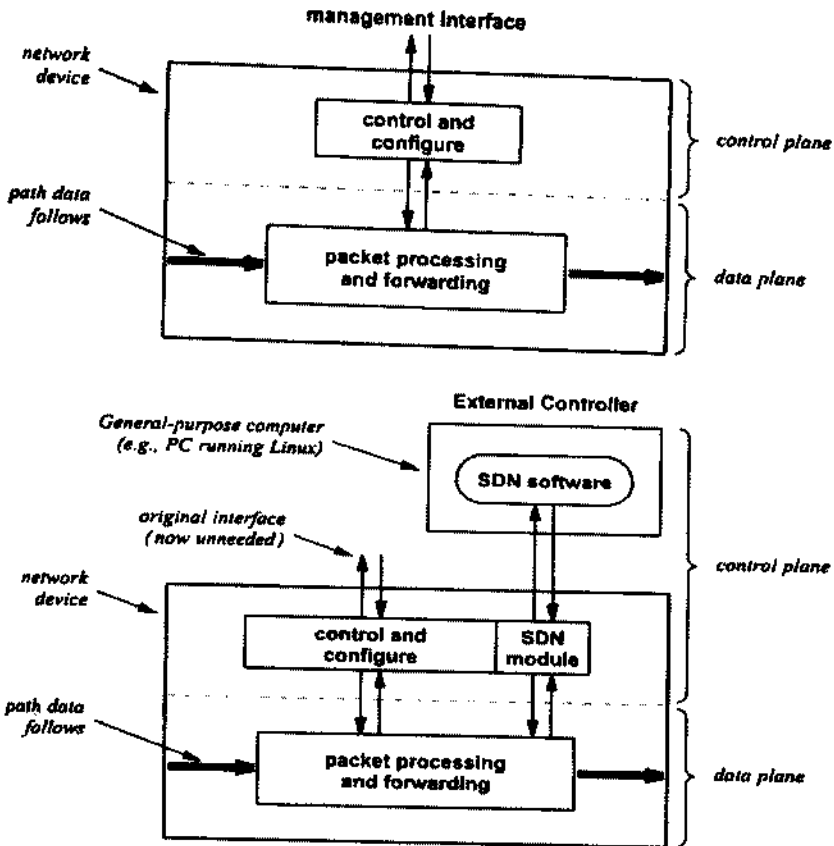 management interface
network
device
control and
configure
control plane
path data
follows
packet processing
and forwarding
data plane
External Controller
General-purpose computer
(e.g., PC running Linux)
SDN software
original interface
(now unneeded)
control plane
network
device
control and
configure
SDN
module
path data
follows
packet processing
and forwarding
data plane